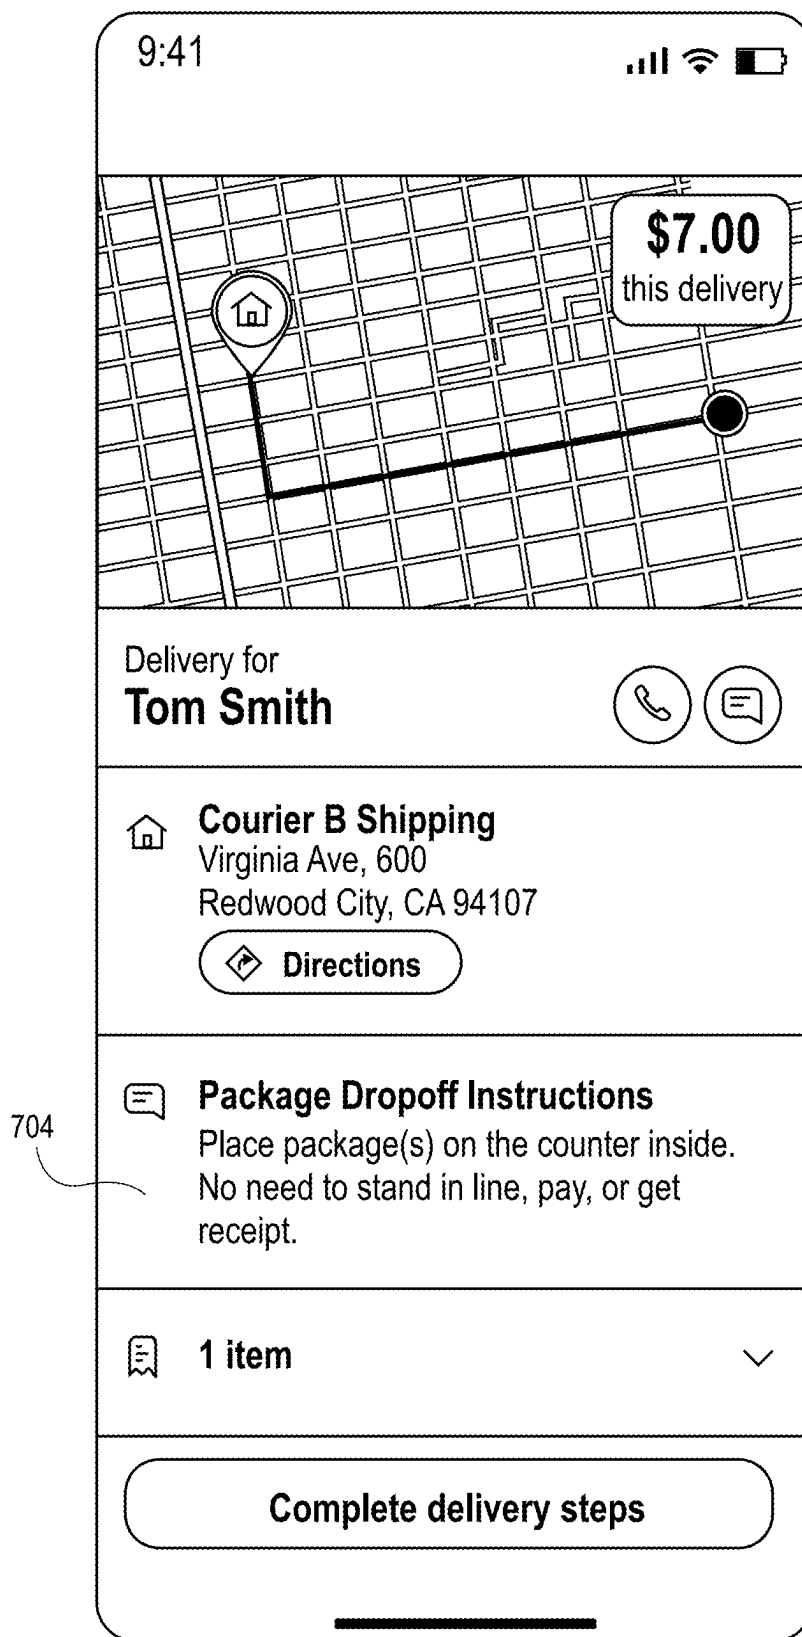 9:41
$7.00
this delivery
Delivery for
Tom Smith
Courier B Shipping
Virginia Ave, 600
Redwood City, CA 94107
Directions
704
Package Dropoff Instructions
Place package(s) on the counter inside.
No need to stand in line, pay, or get
receipt.
1 item
Complete delivery steps